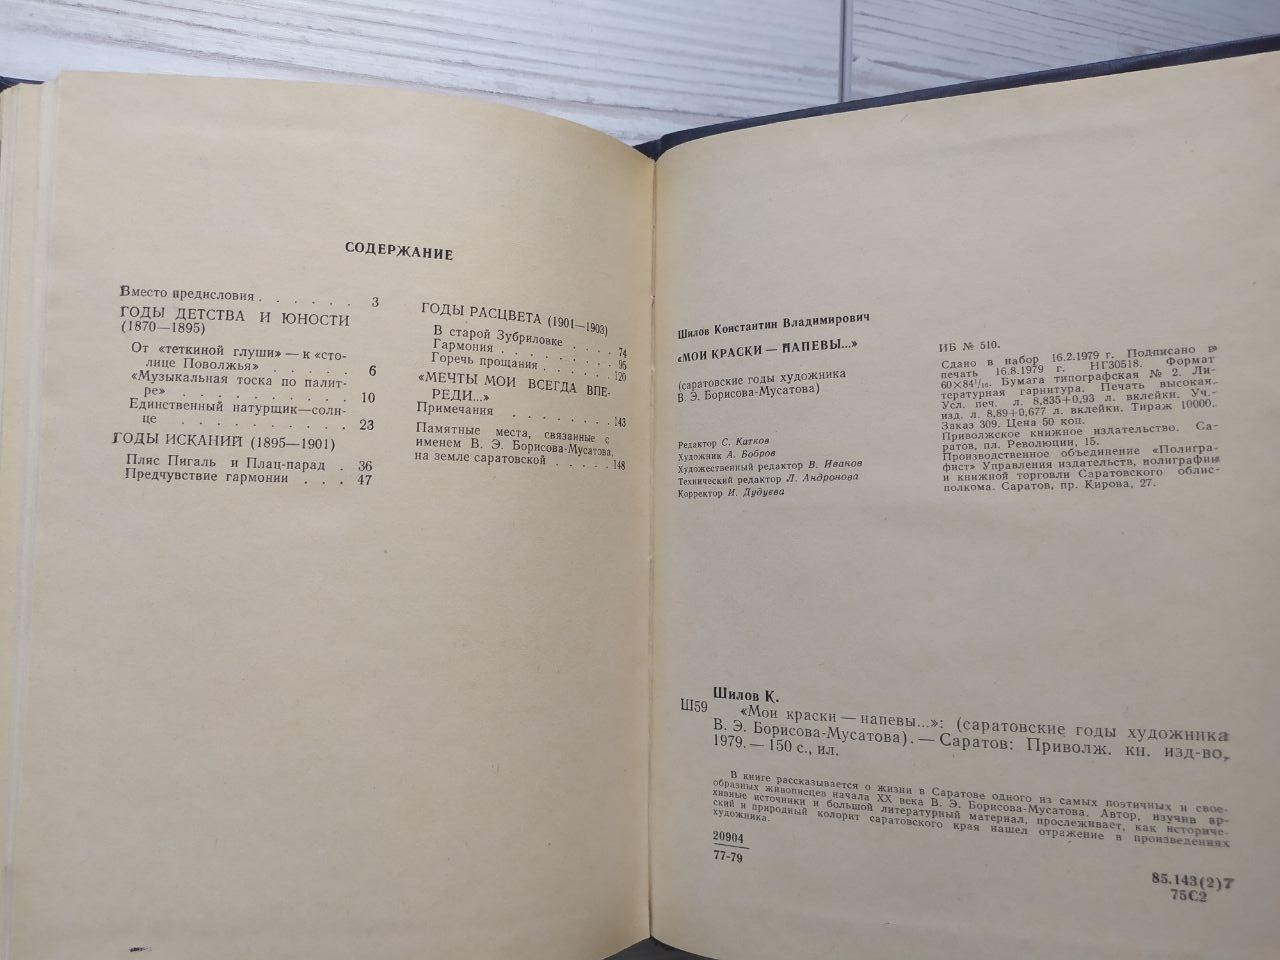 СОДЕРЖАНИЕ
Вместо предисловия . . . . . . 3
ГОДЫ ДЕТСТВА И ЮНОСТИ
(1870—1895)
От «теткиной глуши» — к «сто-
лице Поволжья» . . . . . 6
«Музыкальная тоска по палит-
ре» . . . . . . . . . . 10
Единственный натурщик—солн-
це . . . . . . . . . . 23
ГОДЫ ИСКАНИЙ (1895—1901)
Пляс Пигаль и Плац-парад . 36
Предчувствие гармонии . . . 47
ГОДЫ РАСЦВЕТА (1901—1903)
В старой Зубриловке . . . . 74
Гармония . . . . . . . . 95
Горечь прощания . . . . . . 120
«МЕЧТЫ МОИ ВСЕГДА ВПЕ-
РЕДИ...»
Примечания . . . . . . . 143
Памятные места, связанные с
именем В. Э. Борисова-Мусатова,
на земле саратовской . . . . . 148
Шилов Константин Владимирович
«МОИ КРАСКИ — НАПЕВЫ...»
(саратовские годы художника
В. Э. Борисова-Мусатова)
Редактор С. Катков
Художник А. Бобров
Художественный редактор В. Иванов
Технический редактор Л. Андронова
Корректор И. Дудуева
ИБ № 510.
Сдано в набор 16.2.1979 г. Подписано в
печать 16.8.1979 г. НГ30518. Формат
60×84¹/₁₆. Бумага типографская № 2. Ли-
тературная гарнитура. Печать высокая.
Усл. печ. л. 8,835+0,93 л. вклейки. Уч.-
изд. л. 8,89+0,677 л. вклейки. Тираж 10000.
Заказ 309. Цена 50 коп.
Приволжское книжное издательство. Са-
ратов, пл. Революции, 15.
Производственное объединение «Полигра-
фист» Управления издательств, полиграфии
и книжной торговли Саратовского облис-
полкома. Саратов, пр. Кирова, 27.
Шилов К.
Ш59 «Мои краски — напевы...»: (саратовские годы художника
В. Э. Борисова-Мусатова). — Саратов: Приволж. кн. изд-во,
1979. — 150 с., ил.
В книге рассказывается о жизни в Саратове одного из самых поэтичных и свое-
образных живописцев начала XX века В. Э. Борисова-Мусатова. Автор, изучив ар-
хивные источники и большой литературный материал, прослеживает, как историче-
ский и природный колорит саратовского края нашел отражение в произведениях
художника.
20904
77-79
85.143(2)7
75С2